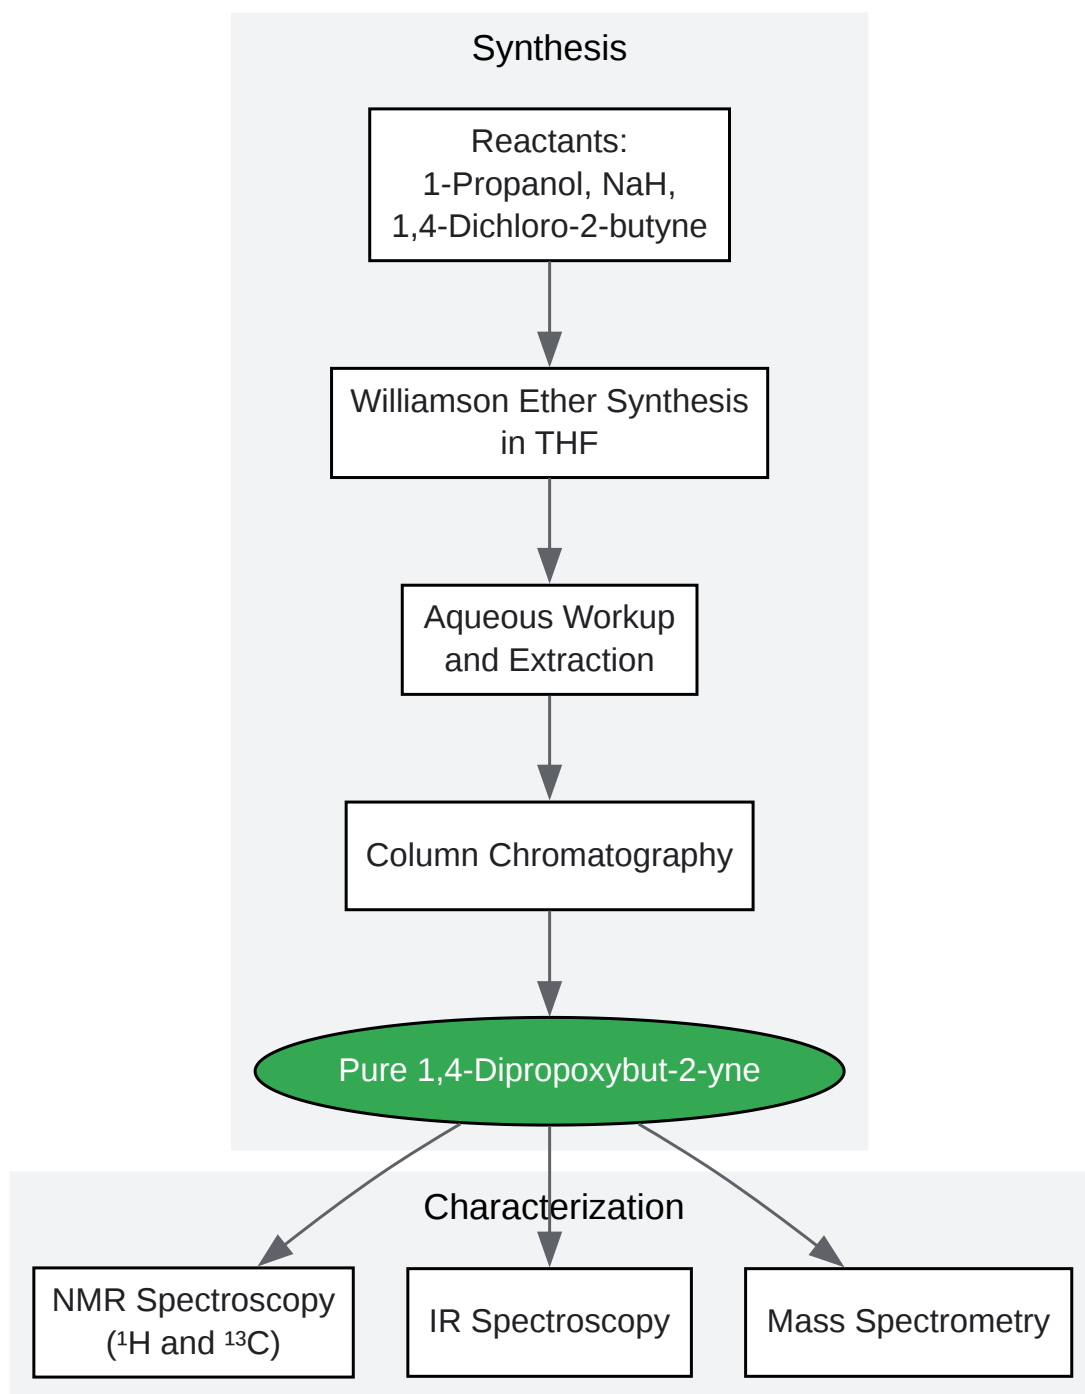 Synthesis
Reactants:
1-Propanol, NaH,
1,4-Dichloro-2-butyne
Williamson Ether Synthesis
in THF
Aqueous Workup
and Extraction
Column Chromatography
Pure 1,4-Dipropoxybut-2-yne
Characterization
NMR Spectroscopy
(¹H and ¹³C)
IR Spectroscopy
Mass Spectrometry